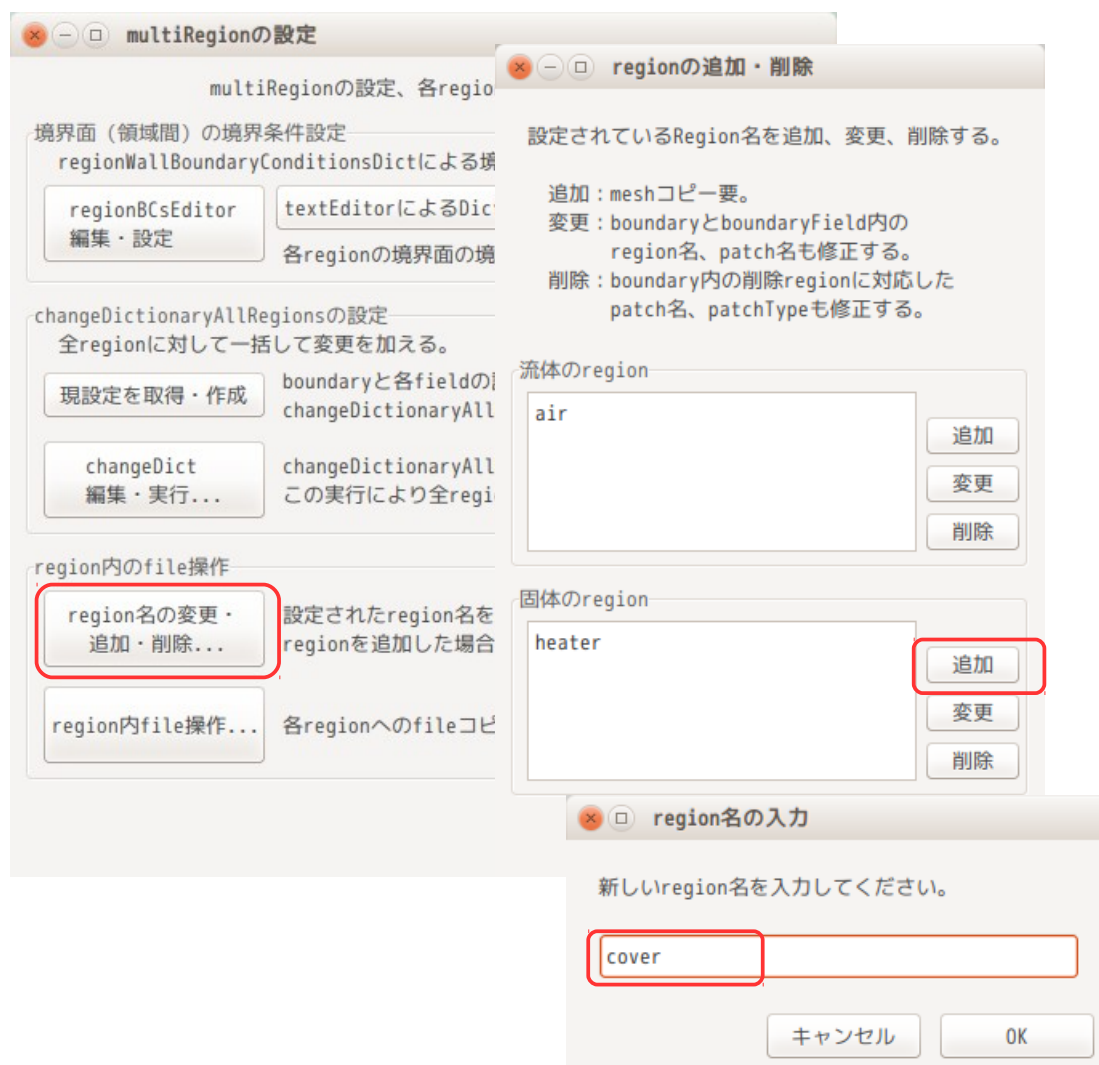 multiRegionの設定
multiRegionの設定、各regio
境界面（領域間）の境界条件設定
regionWallBoundaryConditionsDictによる境
regionBCsEditor
編集・設定
textEditorによるDic
各regionの境界面の境
changeDictionaryAllRegionsの設定
全regionに対して一括して変更を加える。
現設定を取得・作成
boundaryと各fieldの
changeDictionaryAll
changeDict
編集・実行...
changeDictionaryAll
この実行により全regi
region内のfile操作
region名の変更・
追加・削除...
設定されたregion名を
regionを追加した場合
region内file操作...
各regionへのfileコピ
regionの追加・削除
設定されているRegion名を追加、変更、削除する。
追加：meshコピー要。
変更：boundaryとboundaryField内の
region名、patch名も修正する。
削除：boundary内の削除regionに対応した
patch名、patchTypeも修正する。
流体のregion
air
追加
変更
削除
固体のregion
heater
追加
変更
削除
region名の入力
新しいregion名を入力してください。
cover
キャンセル
OK